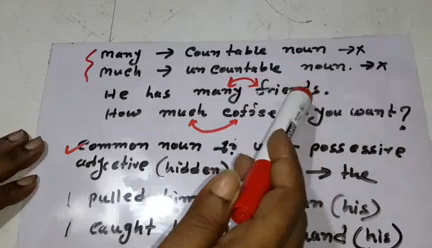 many → countable noun → x
much → uncountable noun. → x
He has many friends.
How much coffee you want?
Common noun possessive
adjective (hidden) → the
I pulled him (his)
I caught (his)